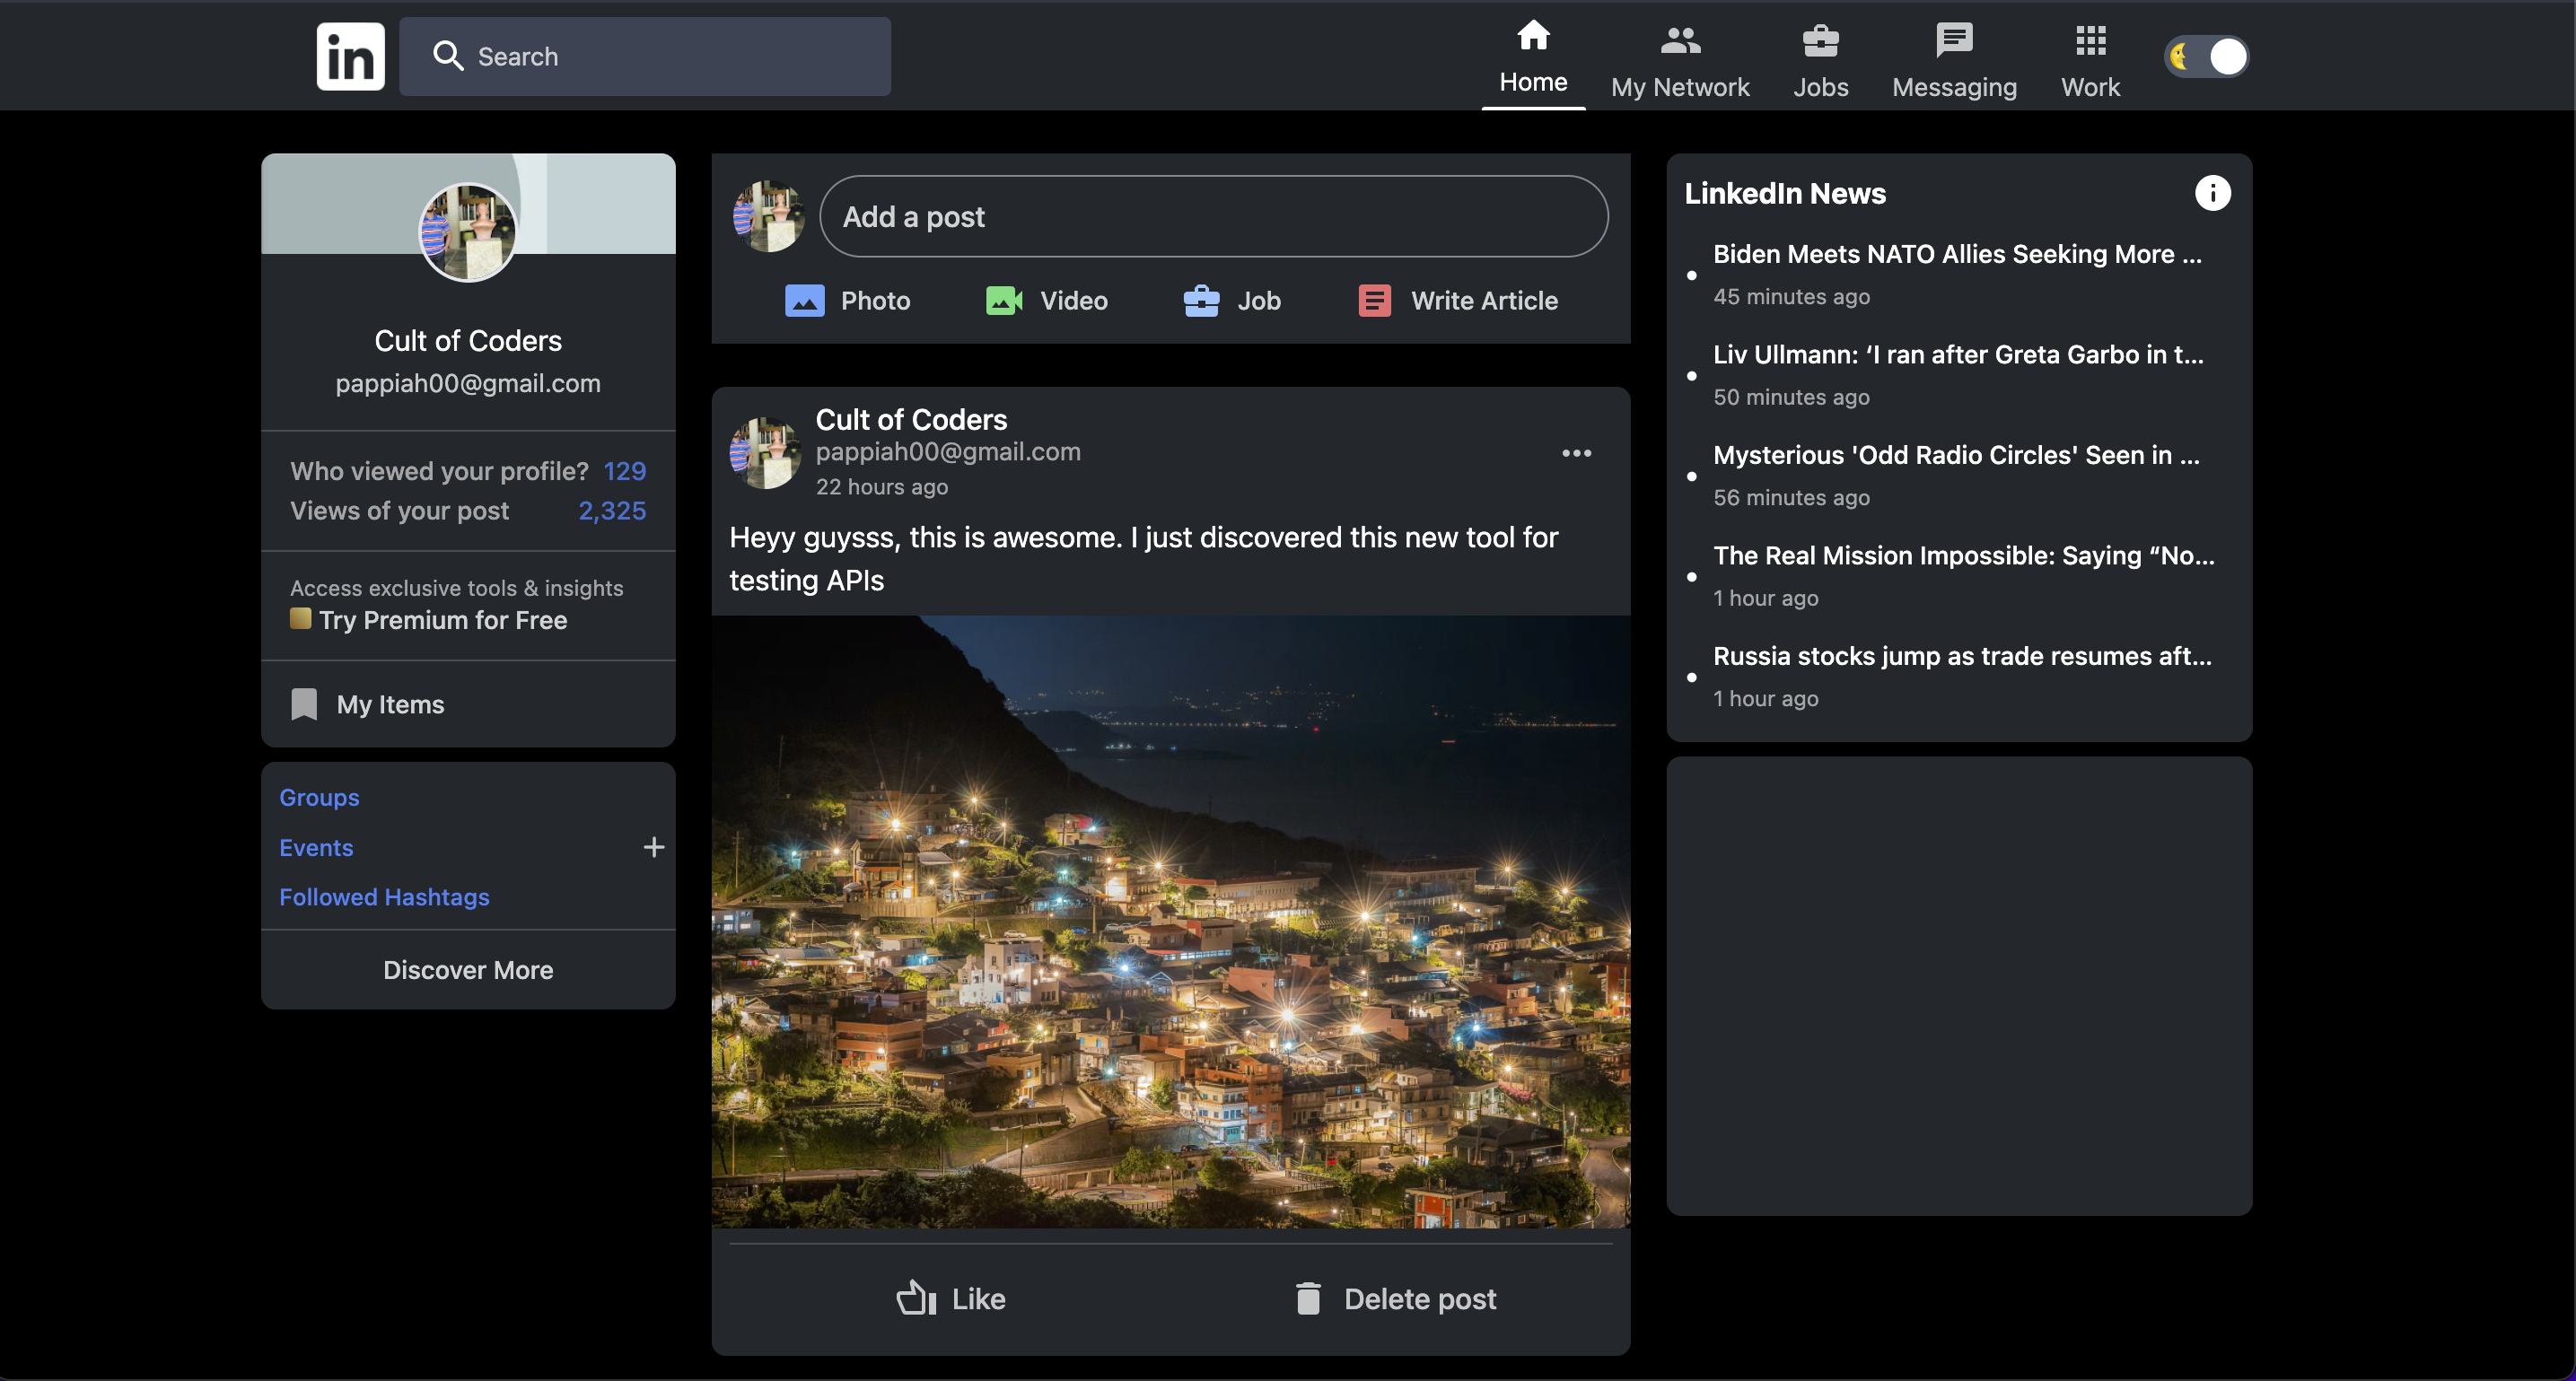 in
Search
Home
My Network
Jobs
Messaging
Work
Cult of Coders
pappiah00@gmail.com
Who viewed your profile? 129
Views of your post 2,325
Access exclusive tools & insights
Try Premium for Free
My Items
Groups
Events
Followed Hashtags
Discover More
Add a post
Photo
Video
Job
Write Article
Cult of Coders
pappiah00@gmail.com
22 hours ago
Heyy guysss, this is awesome. I just discovered this new tool for
testing APIs
Like
Delete post
LinkedIn News
Biden Meets NATO Allies Seeking More ...
45 minutes ago
Liv Ullmann: ‘I ran after Greta Garbo in t...
50 minutes ago
Mysterious 'Odd Radio Circles' Seen in ...
56 minutes ago
The Real Mission Impossible: Saying “No...
1 hour ago
Russia stocks jump as trade resumes aft...
1 hour ago